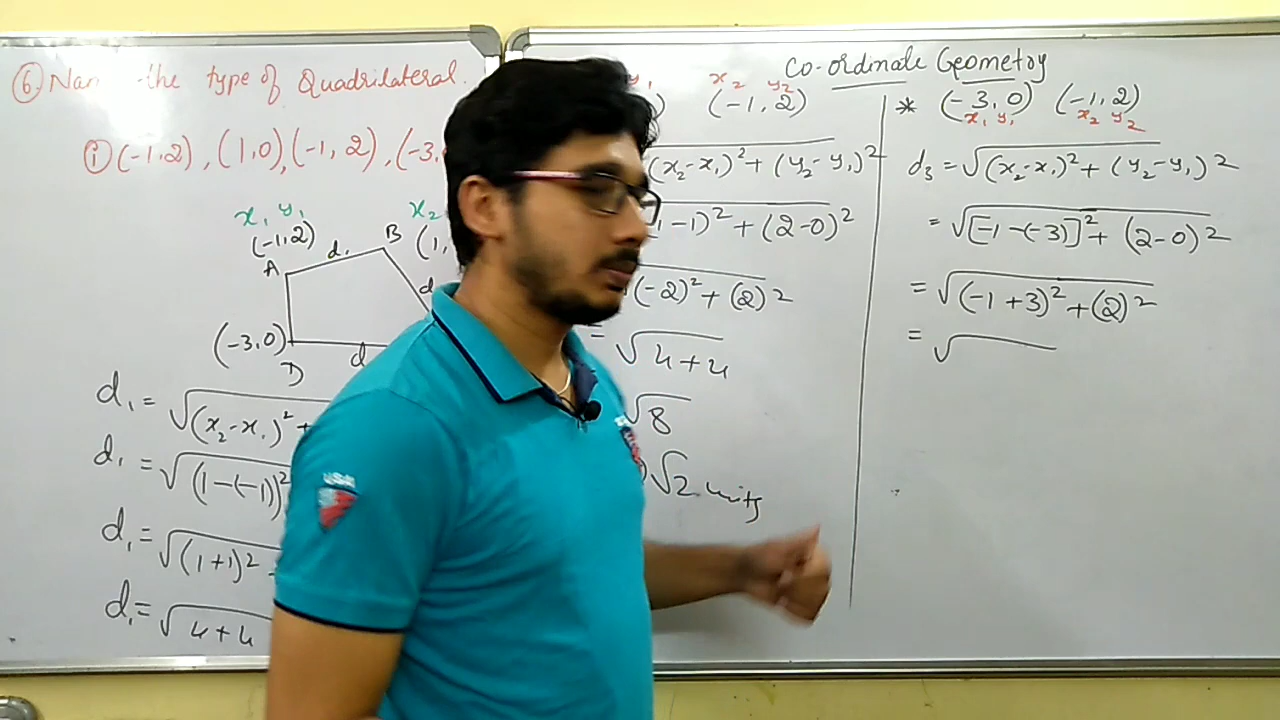 Co-ordinate Geometry
⑥ Nam the type of Quadrilateral.
ⓘ (-1,2), (1,0), (-1, 2), (-3,
x₁ y₁
(-1,2)
A
d₁
B
x₂
(1,
d
(-3,0)
D
d
d₁ = √(x₂-x₁)² +
d₁ = √(1-(-1))²
d₁ = √(1+1)²
d₁ = √4+4
x₂ y₂
) (-1, 2)
(x₂-x₁)² + (y₂-y₁)²
-1)² + (2-0)²
(-2)² + (2)²
= √4+4
√8
√2 units
* (-3,0) (-1,2)
x₁ y₁ x₂ y₂
d₃ = √(x₂-x₁)² + (y₂-y₁)²
= √[-1-(-3)]² + (2-0)²
= √(-1+3)² + (2)²
= √
USPA